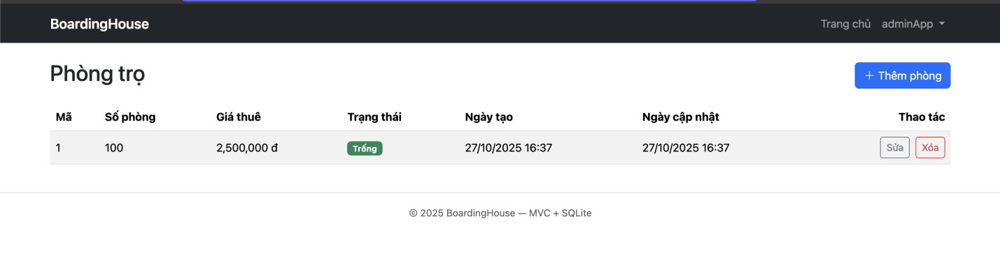 BoardingHouse Trang chủ adminApp
Phòng trọ + Thêm phòng
Mã Số phòng Giá thuê Trạng thái Ngày tạo Ngày cập nhật Thao tác
1 100 2,500,000 đ Trống 27/10/2025 16:37 27/10/2025 16:37 Sửa Xóa
© 2025 BoardingHouse — MVC + SQLite